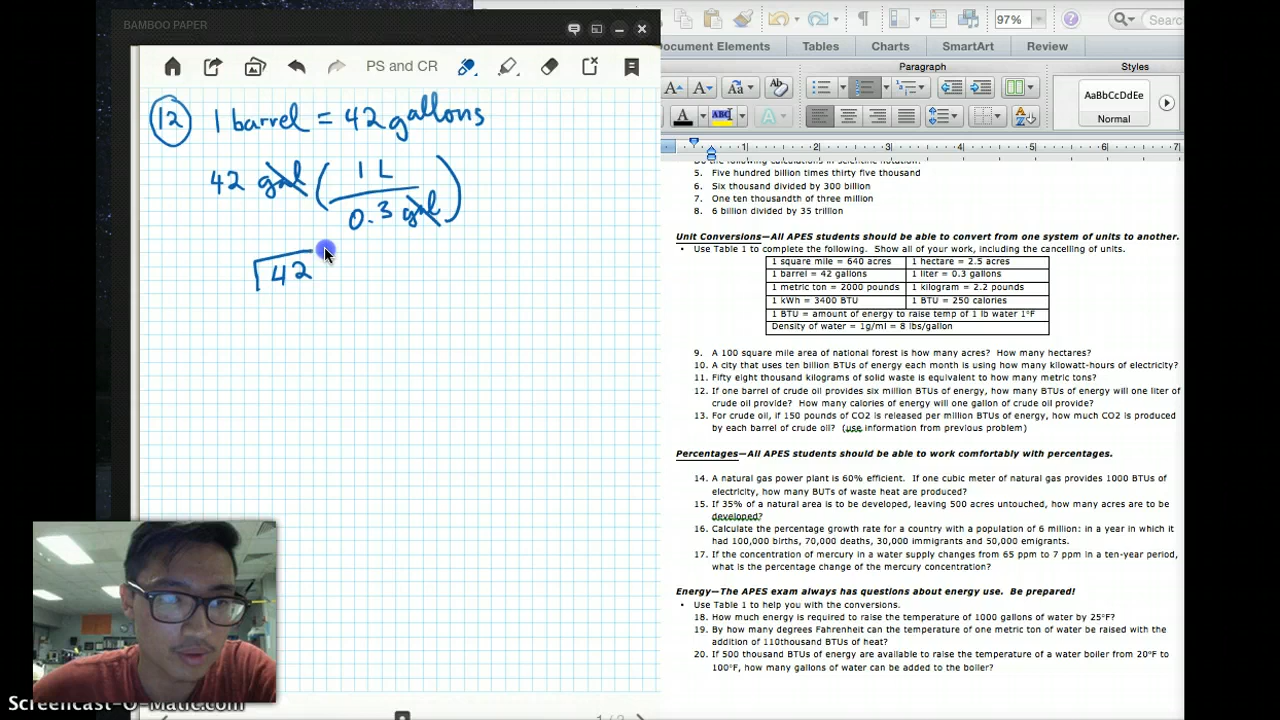 BAMBOO PAPER
PS and CR
12 1 barrel = 42 gallons
42 gal ( 1 L
0.3 gal )
42
97%
Search
Document Elements Tables Charts SmartArt Review
Paragraph Styles
Aa
AaBbCcDdEe
Normal
A ABC A
1 2 3 4 5 6 7
Do the following calculations in scientific notation.
5. Five hundred billion times thirty five thousand
6. Six thousand divided by 300 billion
7. One ten thousandth of three million
8. 6 billion divided by 35 trillion
Unit Conversions—All APES students should be able to convert from one system of units to another.
• Use Table 1 to complete the following. Show all of your work, including the cancelling of units.
1 square mile = 640 acres 1 hectare = 2.5 acres
1 barrel = 42 gallons 1 liter = 0.3 gallons
1 metric ton = 2000 pounds 1 kilogram = 2.2 pounds
1 kWh = 3400 BTU 1 BTU = 250 calories
1 BTU = amount of energy to raise temp of 1 lb water 1°F
Density of water = 1g/ml = 8 lbs/gallon
9. A 100 square mile area of national forest is how many acres? How many hectares?
10. A city that uses ten billion BTUs of energy each month is using how many kilowatt-hours of electricity?
11. Fifty eight thousand kilograms of solid waste is equivalent to how many metric tons?
12. If one barrel of crude oil provides six million BTUs of energy, how many BTUs of energy will one liter of
crude oil provide? How many calories of energy will one gallon of crude oil provide?
13. For crude oil, if 150 pounds of CO2 is released per million BTUs of energy, how much CO2 is produced
by each barrel of crude oil? (use information from previous problem)
Percentages—All APES students should be able to work comfortably with percentages.
14. A natural gas power plant is 60% efficient. If one cubic meter of natural gas provides 1000 BTUs of
electricity, how many BUTs of waste heat are produced?
15. If 35% of a natural area is to be developed, leaving 500 acres untouched, how many acres are to be
developed?
16. Calculate the percentage growth rate for a country with a population of 6 million: in a year in which it
had 100,000 births, 70,000 deaths, 30,000 immigrants and 50,000 emigrants.
17. If the concentration of mercury in a water supply changes from 65 ppm to 7 ppm in a ten-year period,
what is the percentage change of the mercury concentration?
Energy—The APES exam always has questions about energy use. Be prepared!
• Use Table 1 to help you with the conversions.
18. How much energy is required to raise the temperature of 1000 gallons of water by 25°F?
19. By how many degrees Fahrenheit can the temperature of one metric ton of water be raised with the
addition of 110thousand BTUs of heat?
20. If 500 thousand BTUs of energy are available to raise the temperature of a water boiler from 20°F to
100°F, how many gallons of water can be added to the boiler?
Screencast-O-Matic.com